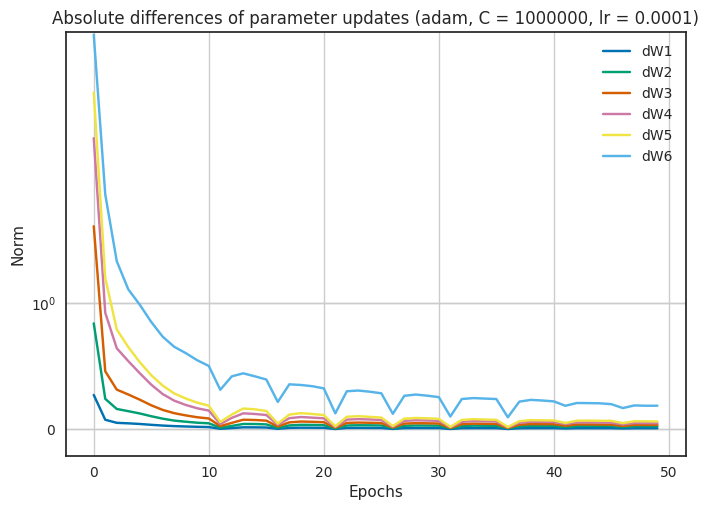 Absolute differences of parameter updates (adam, C = 1000000, lr = 0.0001)
dW1
dW2
dW3
dW4
dW5
dW6
Norm
10⁰
0
0
10
20
30
40
50
Epochs